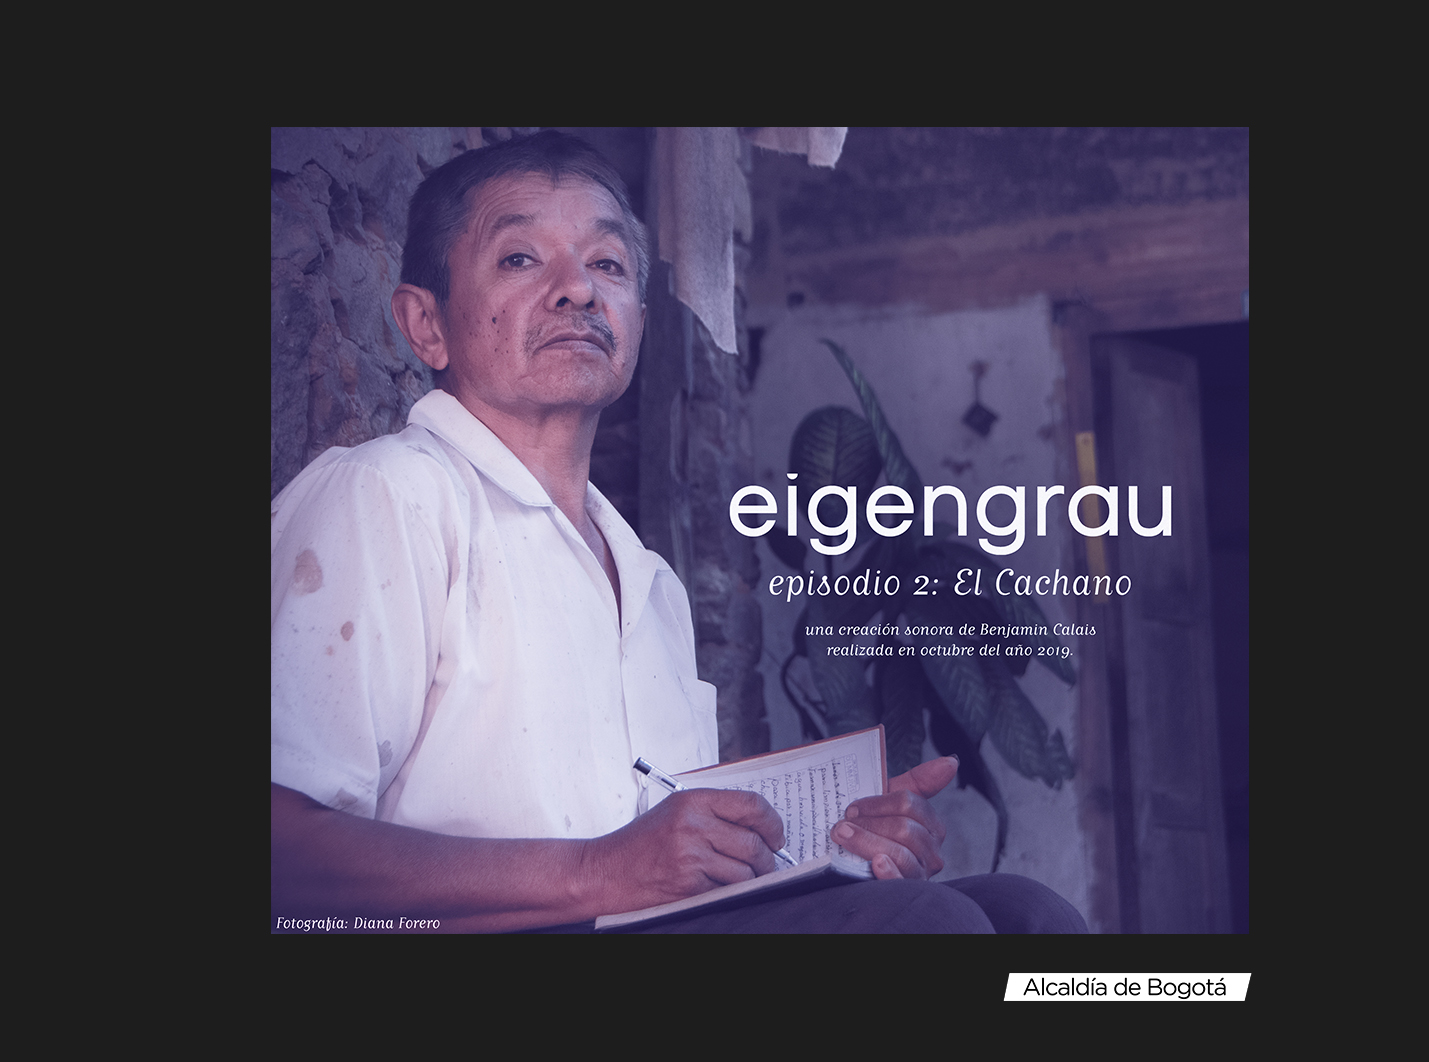 eigengrau
episodio 2: El Cachano
una creación sonora de Benjamin Calais
realizada en octubre del año 2019.
Fotografía: Diana Forero
Alcaldía de Bogotá